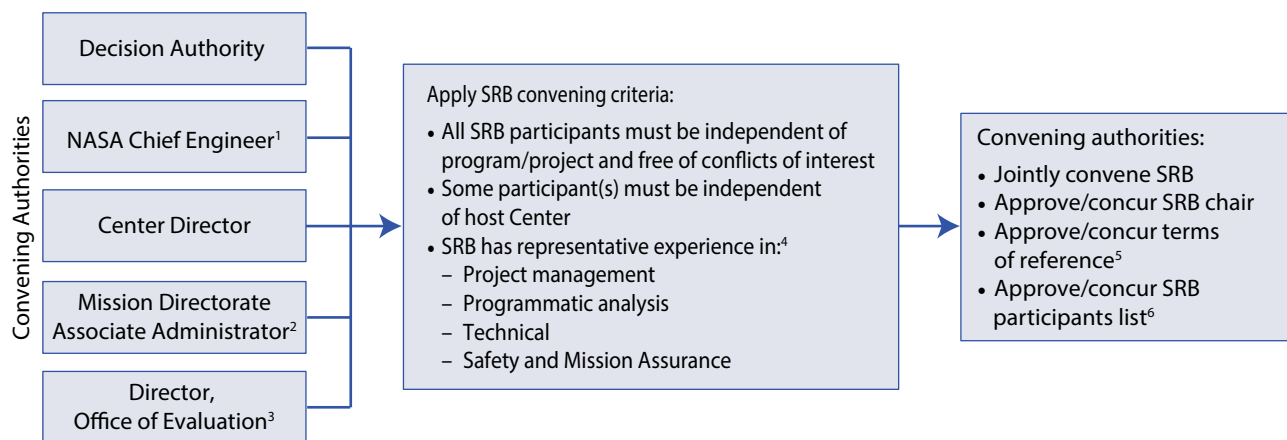 Convening Authorities
Decision Authority
NASA Chief Engineer¹
Center Director
Mission Directorate
Associate Administrator²
Director,
Office of Evaluation³
Apply SRB convening criteria:
• All SRB participants must be independent of
program/project and free of conflicts of interest
• Some participant(s) must be independent
of host Center
• SRB has representative experience in:⁴
– Project management
– Programmatic analysis
– Technical
– Safety and Mission Assurance
Convening authorities:
• Jointly convene SRB
• Approve/concur SRB chair
• Approve/concur terms
of reference⁵
• Approve/concur SRB
participants list⁶